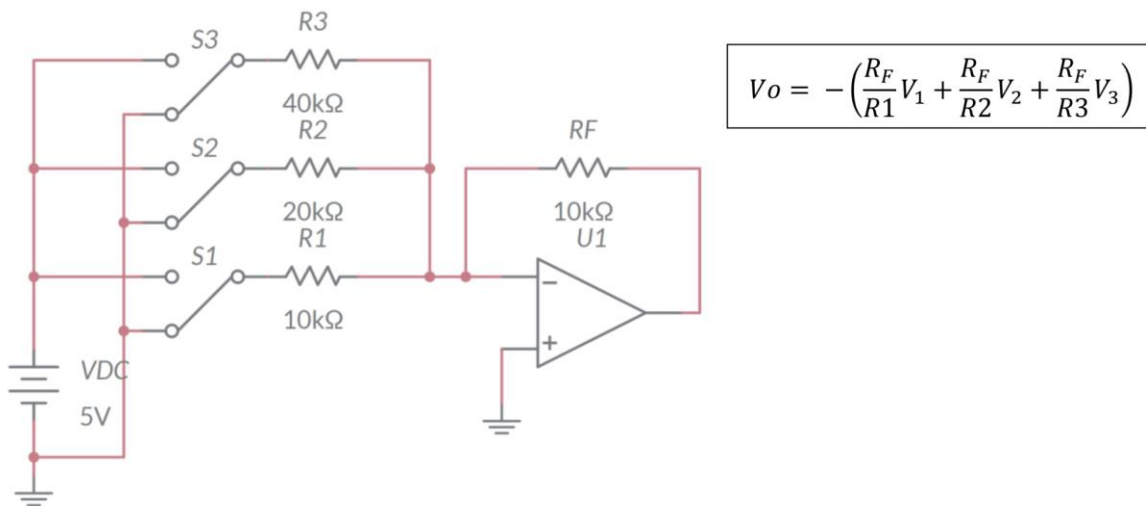 S3
R3
40kΩ
S2
R2
20kΩ
S1
R1
10kΩ
RF
10kΩ
U1
−
+
VDC
5V
Vo = −(R_F/R1 V_1 + R_F/R2 V_2 + R_F/R3 V_3)